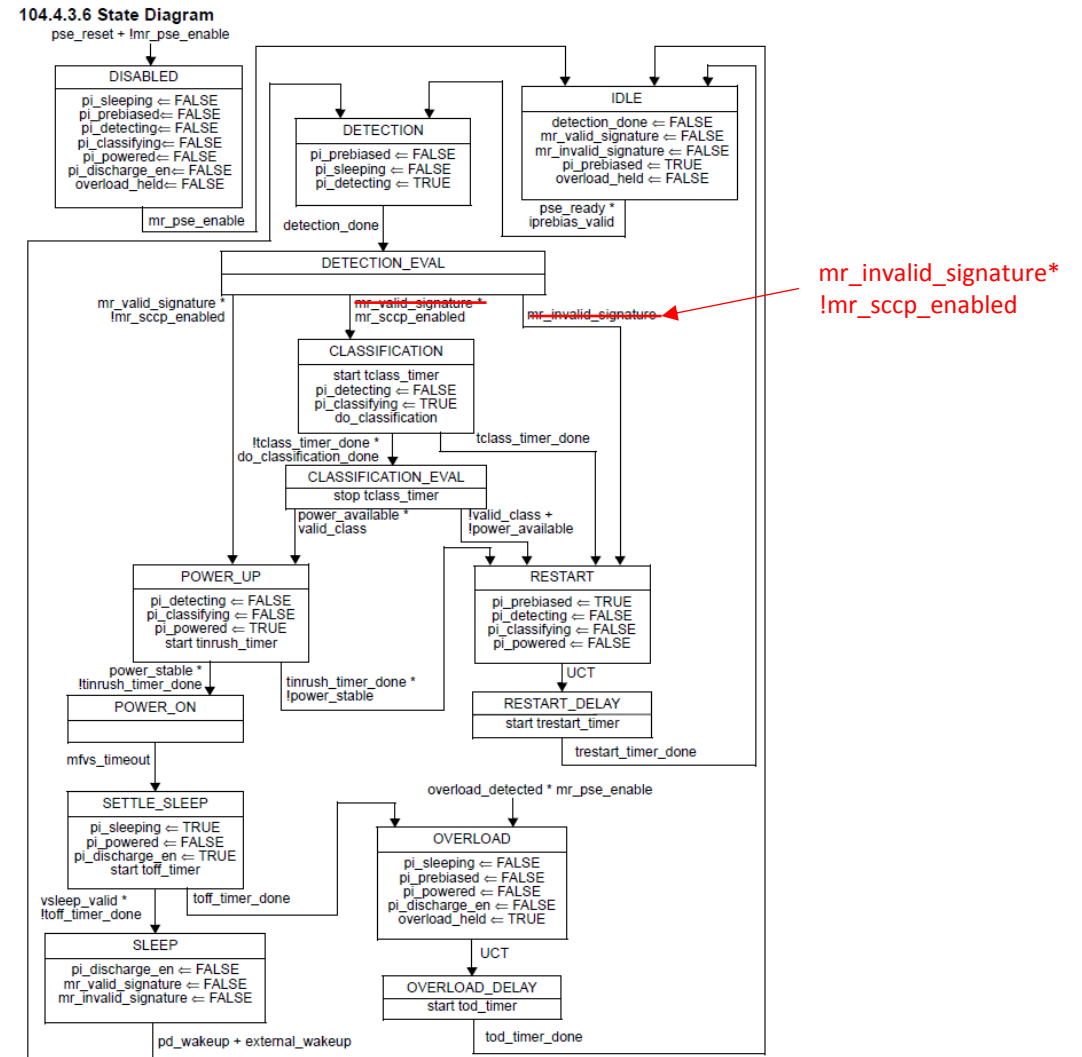 104.4.3.6 State Diagram
pse_reset + !mr_pse_enable
DISABLED
pi_sleeping ⇐ FALSE
pi_prebiased⇐ FALSE
pi_detecting⇐ FALSE
pi_classifying⇐ FALSE
pi_powered⇐ FALSE
pi_discharge_en⇐ FALSE
overload_held⇐ FALSE
mr_pse_enable
DETECTION
pi_prebiased ⇐ FALSE
pi_sleeping ⇐ FALSE
pi_detecting ⇐ TRUE
detection_done
IDLE
detection_done ⇐ FALSE
mr_valid_signature ⇐ FALSE
mr_invalid_signature ⇐ FALSE
pi_prebiased ⇐ TRUE
overload_held ⇐ FALSE
pse_ready *
iprebias_valid
DETECTION_EVAL
mr_valid_signature *
!mr_sccp_enabled
mr_valid_signature *
mr_sccp_enabled
mr_invalid_signature
mr_invalid_signature*
!mr_sccp_enabled
CLASSIFICATION
start tclass_timer
pi_detecting ⇐ FALSE
pi_classifying ⇐ TRUE
do_classification
!tclass_timer_done *
do_classification_done
tclass_timer_done
CLASSIFICATION_EVAL
stop tclass_timer
power_available *
valid_class
!valid_class +
!power_available
POWER_UP
pi_detecting ⇐ FALSE
pi_classifying ⇐ FALSE
pi_powered ⇐ TRUE
start tinrush_timer
power_stable *
!tinrush_timer_done
tinrush_timer_done *
!power_stable
RESTART
pi_prebiased ⇐ TRUE
pi_detecting ⇐ FALSE
pi_classifying ⇐ FALSE
pi_powered ⇐ FALSE
UCT
RESTART_DELAY
start trestart_timer
trestart_timer_done
POWER_ON
mfvs_timeout
SETTLE_SLEEP
pi_sleeping ⇐ TRUE
pi_powered ⇐ FALSE
pi_discharge_en ⇐ TRUE
start toff_timer
vsleep_valid *
!toff_timer_done
toff_timer_done
overload_detected * mr_pse_enable
OVERLOAD
pi_sleeping ⇐ FALSE
pi_prebiased ⇐ FALSE
pi_powered ⇐ FALSE
pi_discharge_en ⇐ FALSE
overload_held ⇐ TRUE
UCT
OVERLOAD_DELAY
start tod_timer
tod_timer_done
SLEEP
pi_discharge_en ⇐ FALSE
mr_valid_signature ⇐ FALSE
mr_invalid_signature ⇐ FALSE
pd_wakeup + external_wakeup